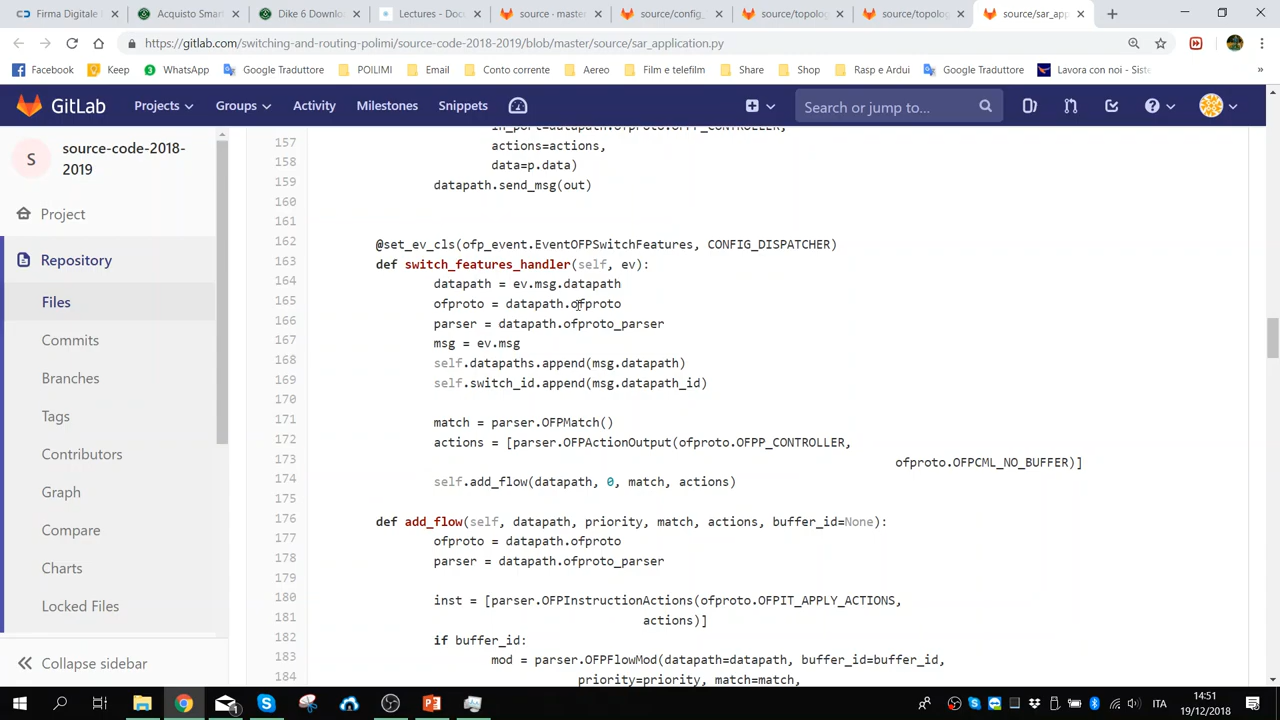 Firma Digitale
Acquisto Smart
Dike 6 Downlo
Lectures - Doc
source · master
source/config_
source/topolog
source/topolog
source/sar_app
https://gitlab.com/switching-and-routing-polimi/source-code-2018-2019/blob/master/source/sar_application.py
Facebook
Keep
WhatsApp
Google Traduttore
POILIMI
Email
Conto corrente
Aereo
Film e telefilm
Share
Shop
Rasp e Ardui
Google Traduttore
Lavora con noi - Siste
»
GitLab
Projects
Groups
Activity
Milestones
Snippets
Search or jump to...
S
source-code-2018-2019
Project
Repository
Files
Commits
Branches
Tags
Contributors
Graph
Compare
Charts
Locked Files
Collapse sidebar
in_port=datapath.ofproto.OFPP_CONTROLLER,
157 actions=actions,
158 data=p.data)
159 datapath.send_msg(out)
160
161
162 @set_ev_cls(ofp_event.EventOFPSwitchFeatures, CONFIG_DISPATCHER)
163 def switch_features_handler(self, ev):
164 datapath = ev.msg.datapath
165 ofproto = datapath.ofproto
166 parser = datapath.ofproto_parser
167 msg = ev.msg
168 self.datapaths.append(msg.datapath)
169 self.switch_id.append(msg.datapath_id)
170
171 match = parser.OFPMatch()
172 actions = [parser.OFPActionOutput(ofproto.OFPP_CONTROLLER,
173 ofproto.OFPCML_NO_BUFFER)]
174 self.add_flow(datapath, 0, match, actions)
175
176 def add_flow(self, datapath, priority, match, actions, buffer_id=None):
177 ofproto = datapath.ofproto
178 parser = datapath.ofproto_parser
179
180 inst = [parser.OFPInstructionActions(ofproto.OFPIT_APPLY_ACTIONS,
181 actions)]
182 if buffer_id:
183 mod = parser.OFPFlowMod(datapath=datapath, buffer_id=buffer_id,
184 priority=priority, match=match,
ITA
14:51
19/12/2018